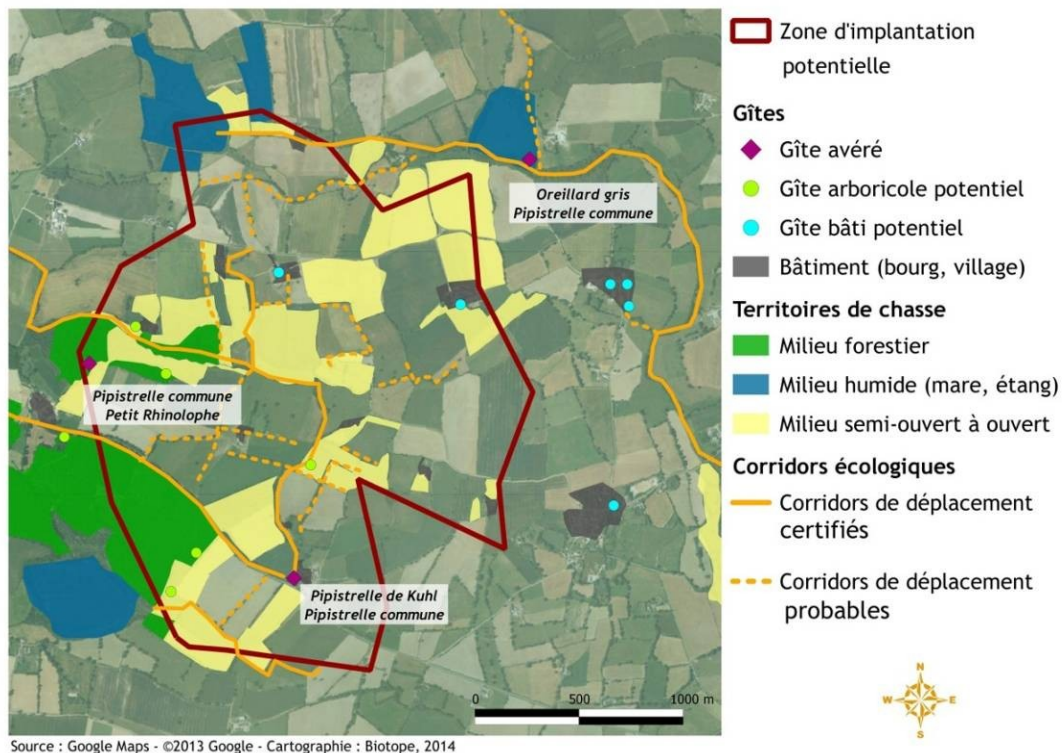 Zone d'implantation
potentielle
Gîtes
Gîte avéré
Gîte arboricole potentiel
Gîte bâti potentiel
Bâtiment (bourg, village)
Territoires de chasse
Milieu forestier
Milieu humide (mare, étang)
Milieu semi-ouvert à ouvert
Corridors écologiques
Corridors de déplacement
certifiés
Corridors de déplacement
probables
Oreillard gris
Pipistrelle commune
Pipistrelle commune
Petit Rhinolophe
Pipistrelle de Kuhl
Pipistrelle commune
0 500 1000 m
N
W E
S
Source : Google Maps - ©2013 Google - Cartographie : Biotope, 2014